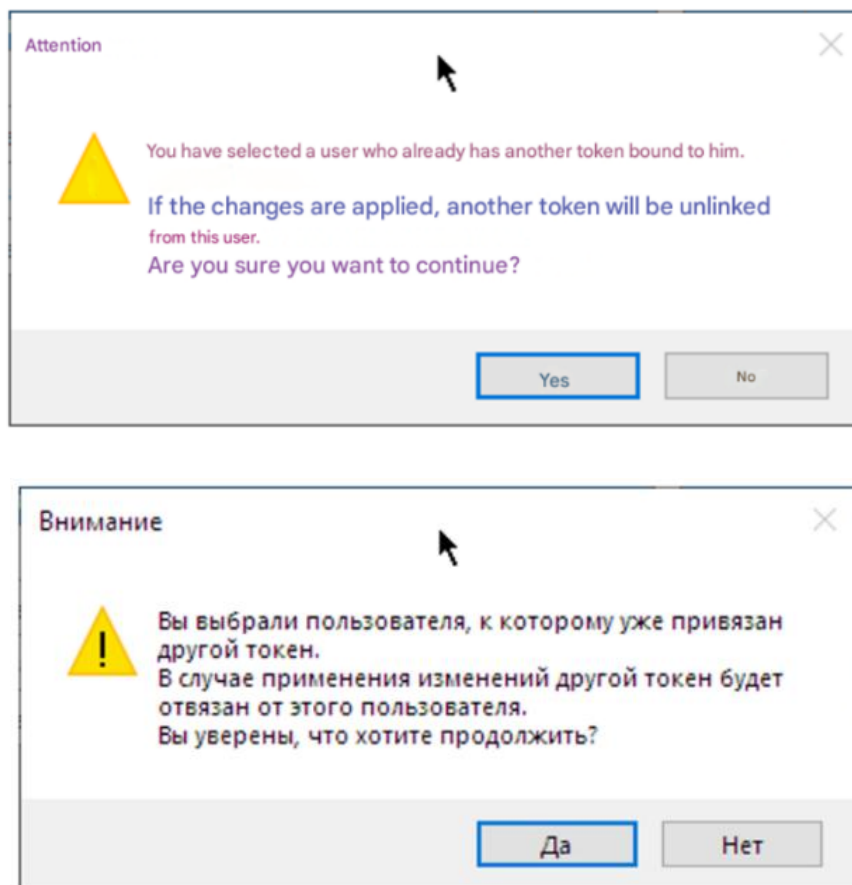 Attention
You have selected a user who already has another token bound to him.
If the changes are applied, another token will be unlinked
from this user.
Are you sure you want to continue?
Yes
No
Внимание
Вы выбрали пользователя, к которому уже привязан
другой токен.
В случае применения изменений другой токен будет
отвязан от этого пользователя.
Вы уверены, что хотите продолжить?
Да
Нет